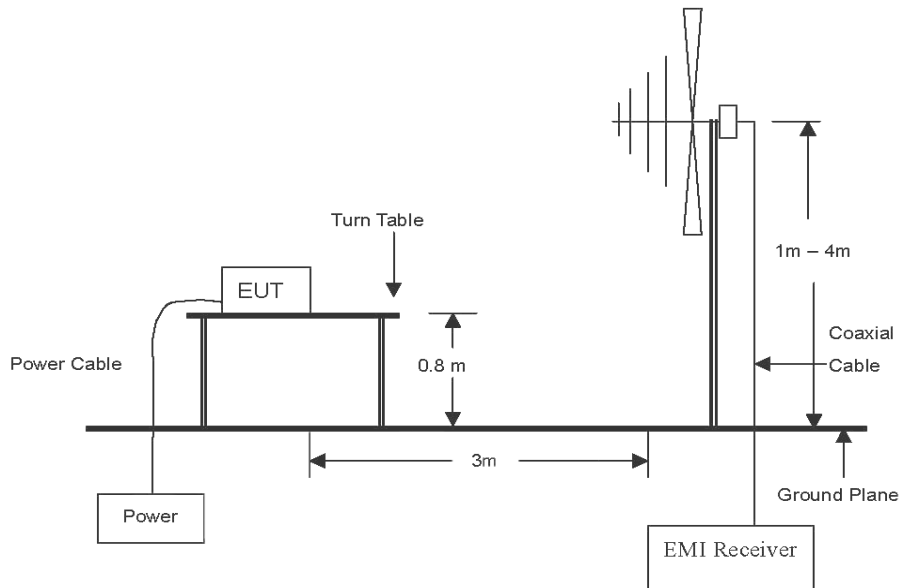 Turn Table
1m – 4m
EUT
Power Cable
0.8 m
Coaxial
Cable
3m
Ground Plane
Power
EMI Receiver